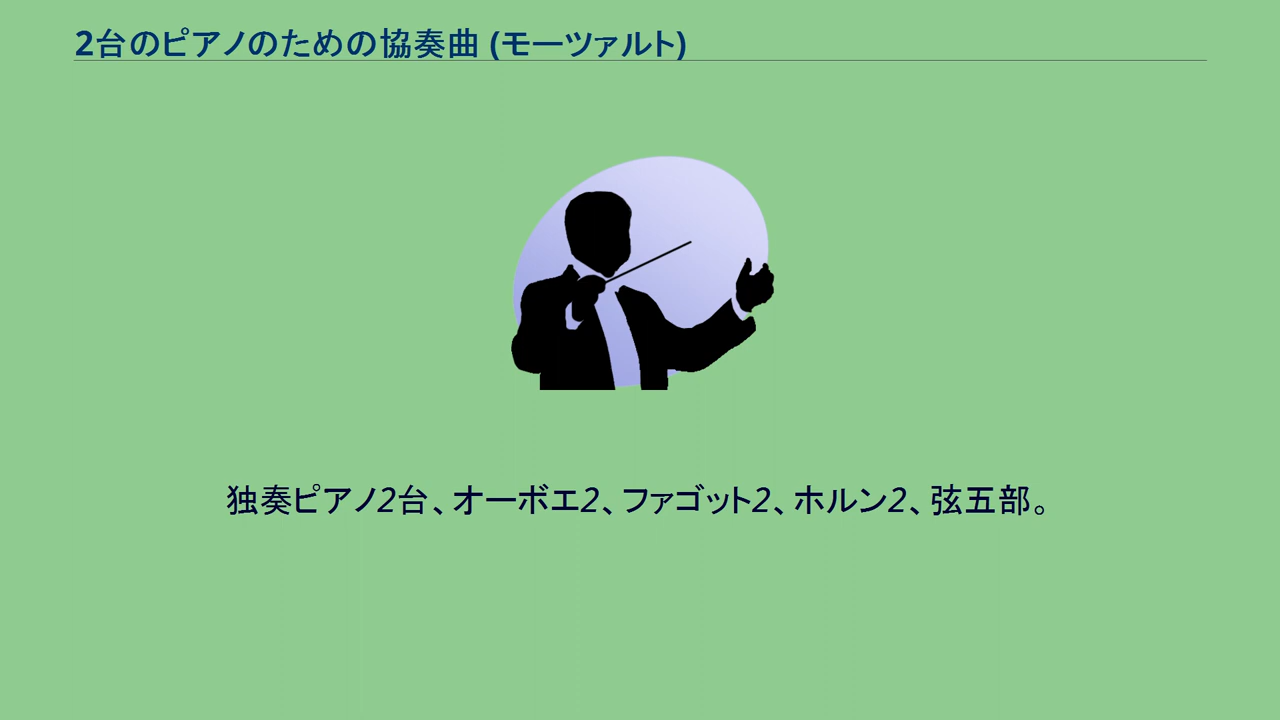 2台のピアノのための協奏曲 (モーツァルト)
独奏ピアノ2台、オーボエ2、ファゴット2、ホルン2、弦五部。